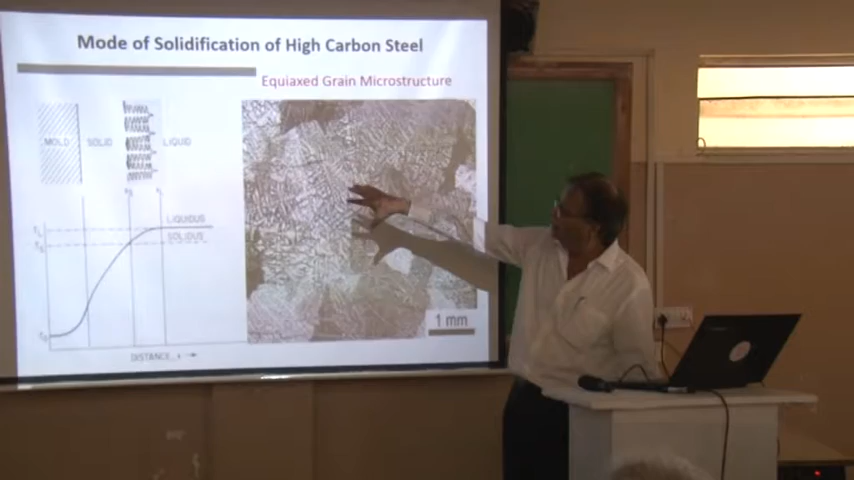 Mode of Solidification of High Carbon Steel
Equiaxed Grain Microstructure
MOLD SOLID LIQUID
LIQUIDUS
SOLIDUS
1 mm
DISTANCE, x